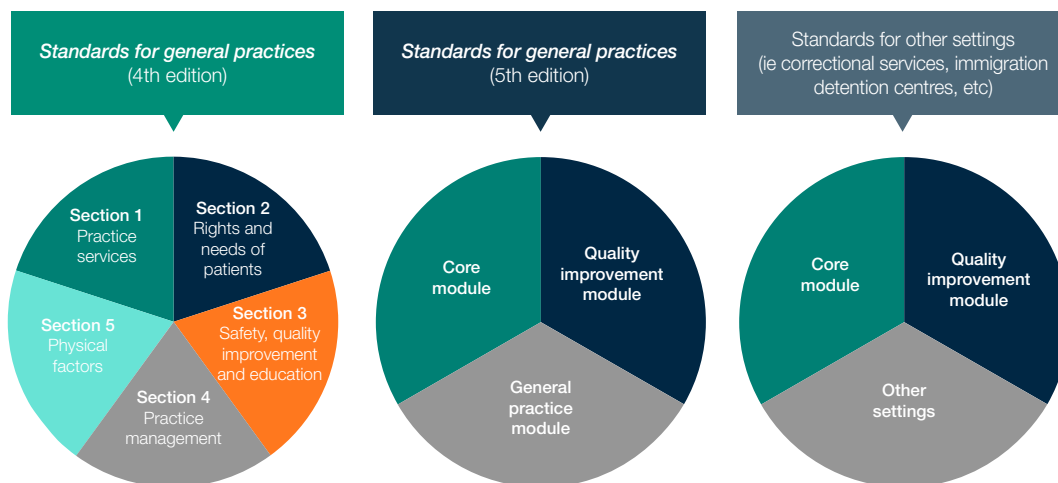 Standards for general practices
(4th edition)
Standards for general practices
(5th edition)
Standards for other settings
(ie correctional services, immigration
detention centres, etc)
Section 1
Practice
services
Section 2
Rights and
needs of
patients
Section 3
Safety, quality
improvement
and education
Section 4
Practice
management
Section 5
Physical
factors
Core
module
Quality
improvement
module
General
practice
module
Core
module
Quality
improvement
module
Other
settings